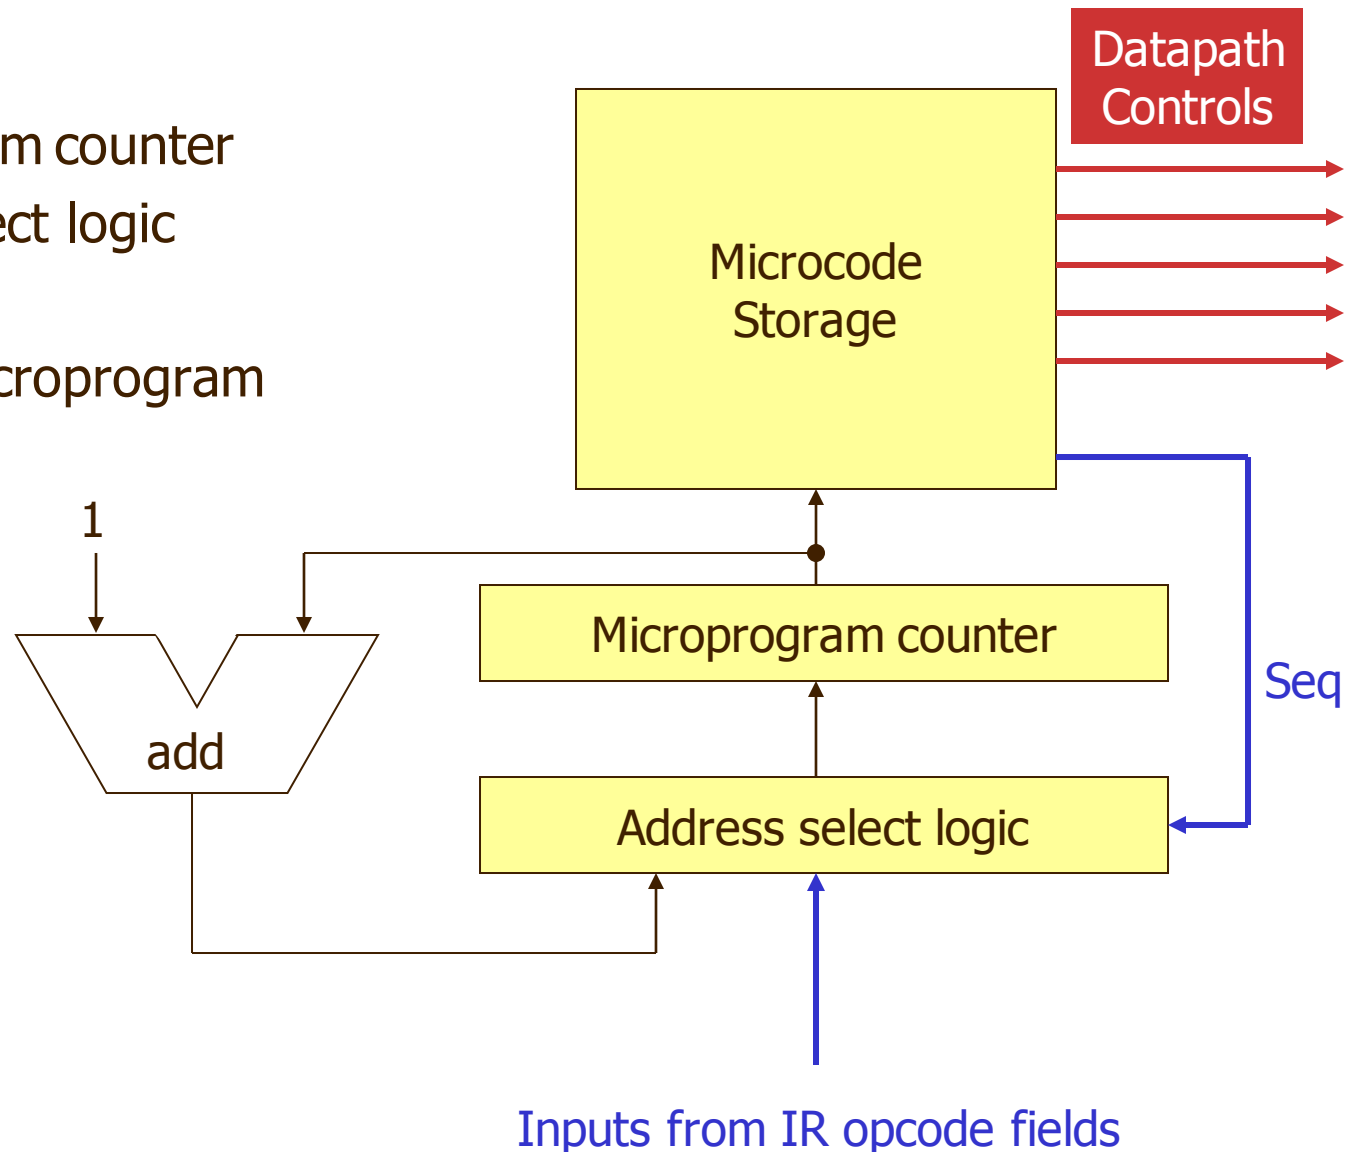 m counter
ect logic
croprogram
Datapath
Controls
Microcode
Storage
1
Microprogram counter
Seq
add
Address select logic
Inputs from IR opcode fields